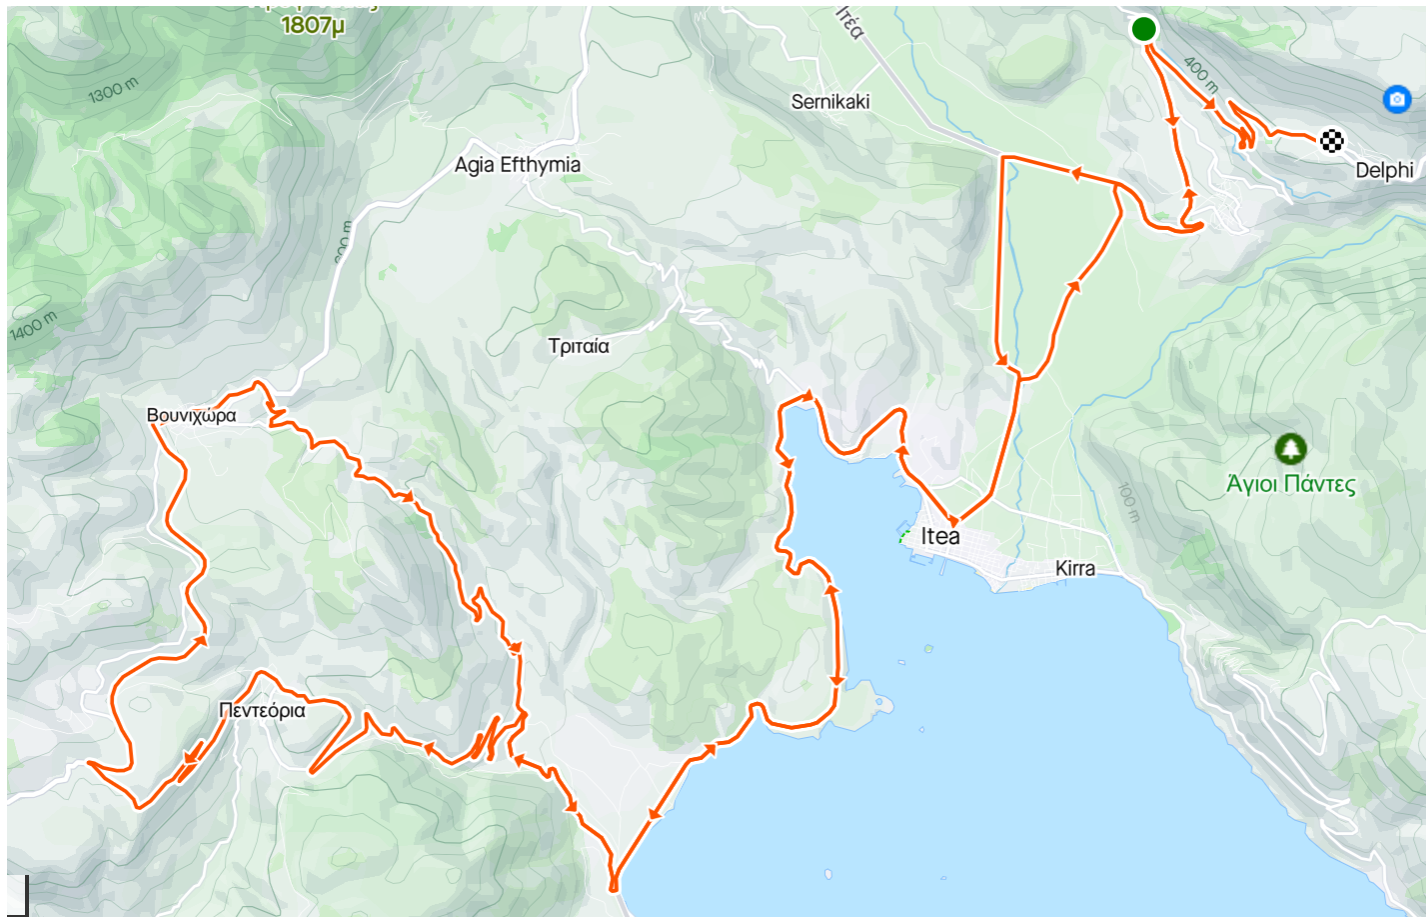 1807μ
Ιτέα
1300 m
400 m
Sernikaki
Agia Efthymia
Delphi
1400 m
Τριταία
Βουνιχώρα
Άγιοι Πάντες
100 m
Itea
Kirra
Πεντεόρια